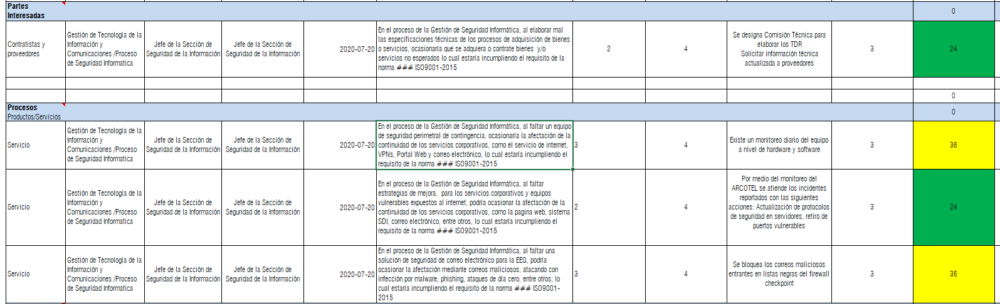 Partes
Interesadas
0
Contratistas y
proveedores
Gestión de Tecnología de la
Información y
Comunicaciones /Proceso
de Seguridad Informatica
Jefe de la Sección de
Seguridad de la Información
Jefe de la Sección de
Seguridad de la Información
2020-07-20
En el proceso de la Gestión de Seguridad Informática, al elaborar mal
las especificaciones técnicas de los procesos de adquisición de bienes
o servicios, ocasionaría que se adquiera o contrate bienes y/o
servicios no esperados lo cual estaría incumpliendo el requisito de la
norma ### ISO9001-2015
2
4
Se designa Comisión Técnica para
elaborar los TDR
Solicitar información técnica
actualizada a proveedores
3
24
0
Procesos
Productos/Servicios
0
Servicio
Gestión de Tecnología de la
Información y
Comunicaciones /Proceso
de Seguridad Informatica
Jefe de la Sección de
Seguridad de la Información
Jefe de la Sección de
Seguridad de la Información
2020-07-20
En el proceso de la Gestión de Seguridad Informática, al faltar un equipo
de seguridad perimetral de contingencia, ocasionaría la afectación de la
continuidad de los servicios corporativos, como el servicio de internet,
VPNs, Portal Web y correo electrónico, lo cual estaría incumpliendo el
requisito de la norma ### ISO9001-2015
3
4
Existe un monitoreo diario del equipo
a nivel de hardware y software
3
36
Servicio
Gestión de Tecnología de la
Información y
Comunicaciones /Proceso
de Seguridad Informatica
Jefe de la Sección de
Seguridad de la Información
Jefe de la Sección de
Seguridad de la Información
2020-07-20
En el proceso de la Gestión de Seguridad Informática, al faltar
estrategias de mejora, para los servicios corporativos y equipos
vulnerables expuestos al internet, podría ocasionar la afectación de la
continuidad de los servicios corporativos, como la pagina web, sistema
SDI, correo electrónico, entre otros, lo cual estaría incumpliendo el
requisito de la norma ### ISO9001-2015
2
4
Por medio del monitoreo del
ARCOTEL se atiende los incidentes
reportados con las siguientes
acciones: Actualización de protocolos
de seguridad en servidores, retiro de
puertos vulnerables
3
24
Servicio
Gestión de Tecnología de la
Información y
Comunicaciones /Proceso
de Seguridad Informatica
Jefe de la Sección de
Seguridad de la Información
Jefe de la Sección de
Seguridad de la Información
2020-07-20
En el proceso de la Gestión de Seguridad Informática, al faltar una
solución de seguridad de correo electrónico para la EEQ, podría
ocasionar la afectación mediante correos maliciosos, atacando con
infección por malware, phishing, ataques de día cero, entre otros, lo
cual estaría incumpliendo el requisito de la norma ### ISO9001-
2015
3
4
Se bloquea los correos maliciosos
entrantes en listas negras del firewall
checkpoint
3
36